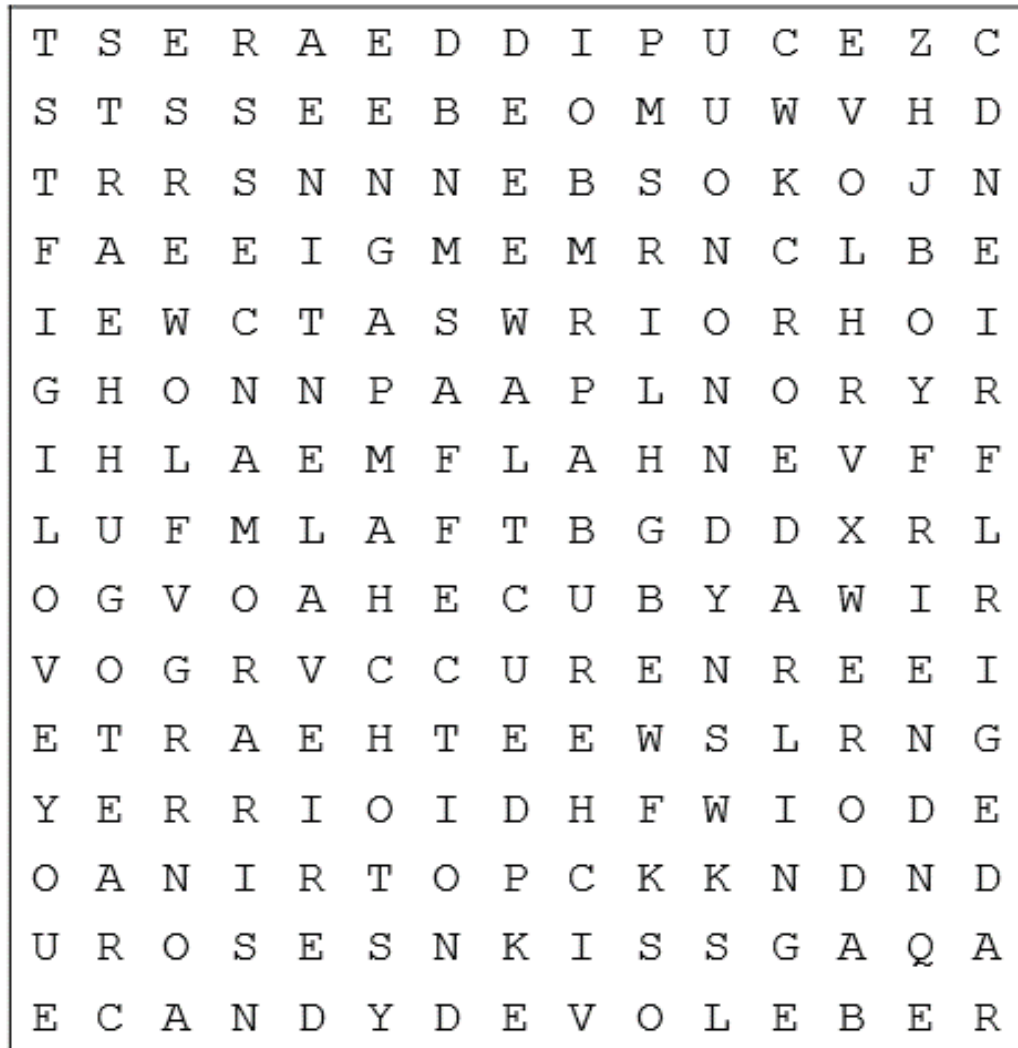 T S E R A E D D I P U C E Z C
S T S S E E B E O M U W V H D
T R R S N N N E B S O K O J N
F A E E I G M E M R N C L B E
I E W C T A S W R I O R H O I
G H O N N P A A P L N O R Y R
I H L A E M F L A H N E V F F
L U F M L A F T B G D D X R L
O G V O A H E C U B Y A W I R
V O G R V C C U R E N R E E I
E T R A E H T E E W S L R N G
Y E R R I O I D H F W I O D E
O A N I R T O P C K K N D N D
U R O S E S N K I S S G A Q A
E C A N D Y D E V O L E B E R